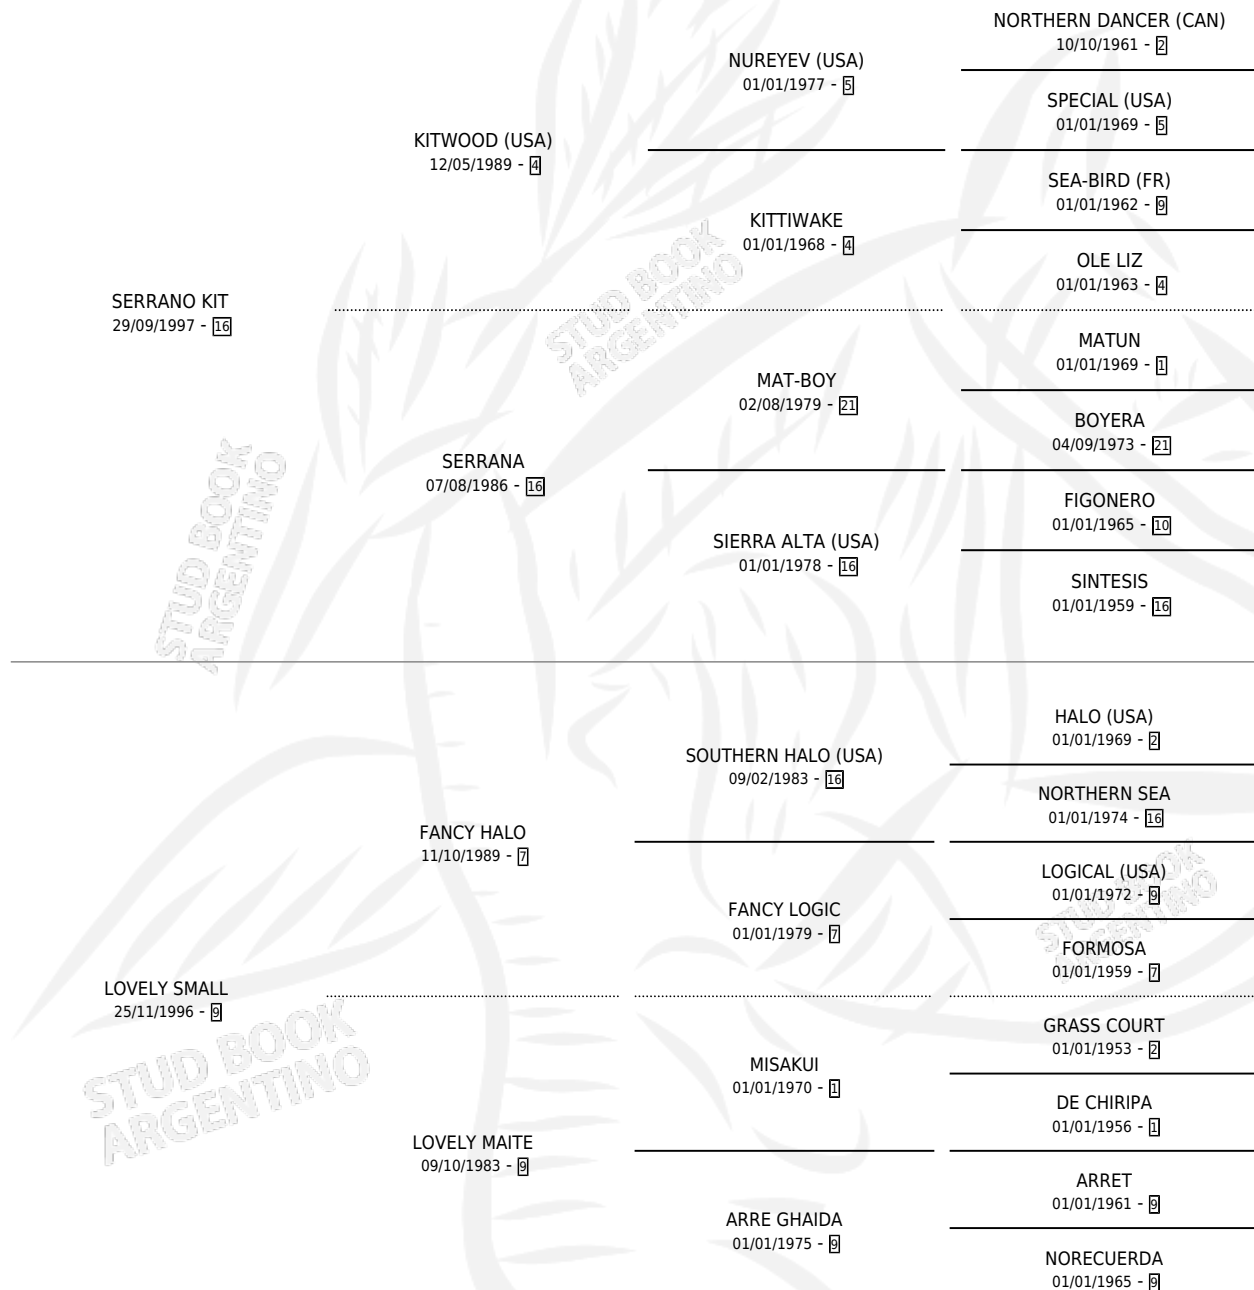 NORTHERN DANCER (CAN)
10/10/1961 - 2
NUREYEV (USA)
01/01/1977 - 5
SPECIAL (USA)
01/01/1969 - 5
KITWOOD (USA)
12/05/1989 - 4
SEA-BIRD (FR)
01/01/1962 - 9
KITTIWAKE
01/01/1968 - 4
OLE LIZ
01/01/1963 - 4
SERRANO KIT
29/09/1997 - 16
MATUN
01/01/1969 - 1
MAT-BOY
02/08/1979 - 21
BOYERA
04/09/1973 - 21
SERRANA
07/08/1986 - 16
FIGONERO
01/01/1965 - 10
SIERRA ALTA (USA)
01/01/1978 - 16
SINTESIS
01/01/1959 - 16
HALO (USA)
01/01/1969 - 2
SOUTHERN HALO (USA)
09/02/1983 - 16
NORTHERN SEA
01/01/1974 - 16
FANCY HALO
11/10/1989 - 7
LOGICAL (USA)
01/01/1972 - 9
FANCY LOGIC
01/01/1979 - 7
FORMOSA
01/01/1959 - 7
LOVELY SMALL
25/11/1996 - 9
GRASS COURT
01/01/1953 - 2
MISAKUI
01/01/1970 - 1
DE CHIRIPA
01/01/1956 - 1
LOVELY MAITE
09/10/1983 - 9
ARRET
01/01/1961 - 9
ARRE GHAIDA
01/01/1975 - 9
NORECUERDA
01/01/1965 - 9
STUD BOOK
ARGENTINO
STUD BOOK
ARGENTINO
STUD BOOK
ARGENTINO
STUD BOOK
ARGENTINO